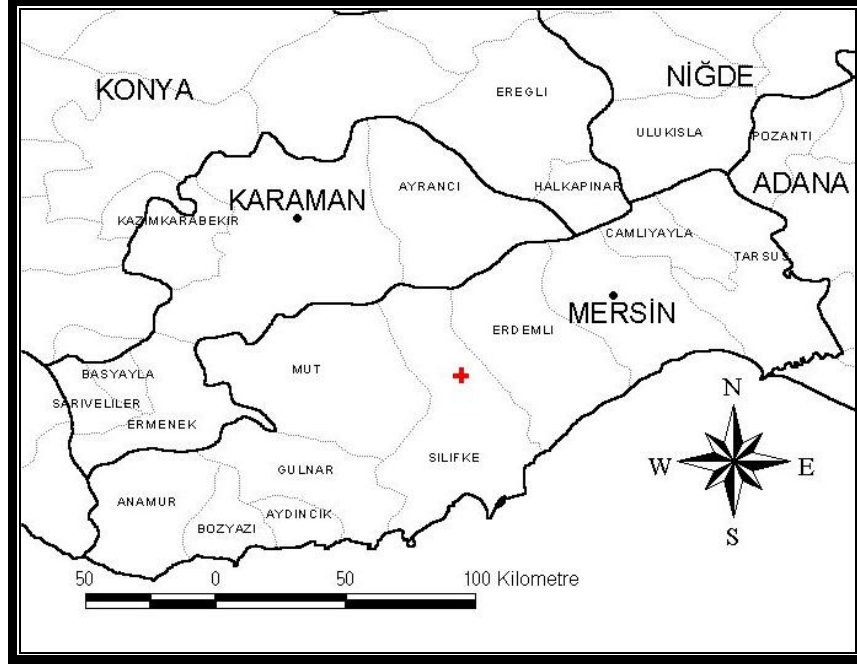 NİĞDE
KONYA
EREGLI
ULUKISLA
POZANTI
ADANA
AYRANCI
HALKAPINAR
KARAMAN
KAZIMKARABEKIR
CAMLIYAYLA
TARSUS
MERSİN
ERDEMLI
MUT
BASYAYLA
SARIVELILER
ERMENEK
N
W
E
S
SILIFKE
GULNAR
ANAMUR
AYDINCIK
BOZYAZI
50 0 50 100 Kilometre